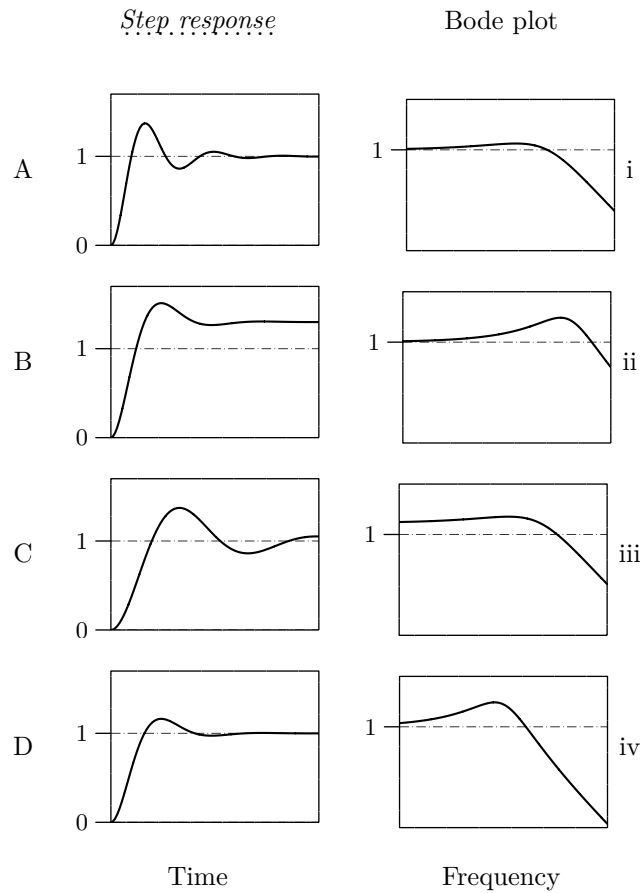 Step response Bode plot
A 1 0 1 i
B 1 0 1 ii
C 1 0 1 iii
D 1 0 1 iv
Time Frequency